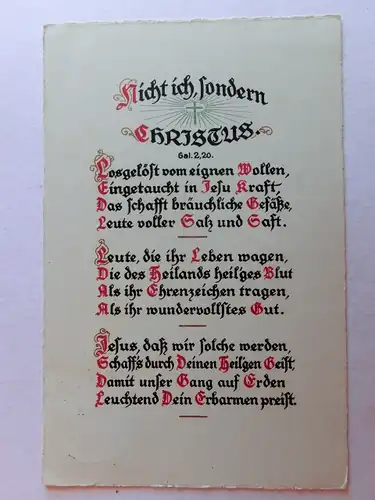 Nicht ich, sondern
CHRISTUS.
Gal. 2, 20.
Losgelöst vom eignen Wollen,
Eingetaucht in Jesu Kraft,
Das schafft bräuchliche Gefäße,
Leute voller Salz und Saft.
Leute, die ihr Leben wagen,
Die des Heilands heil'ges Blut
Als ihr Ehrenzeichen tragen,
Als ihr wundervollstes Gut.
Jesus, daß wir solche werden,
Schaff's durch Deinen Heilgen Geist,
Damit unser Gang auf Erden
Leuchtend Dein Erbarmen preist.